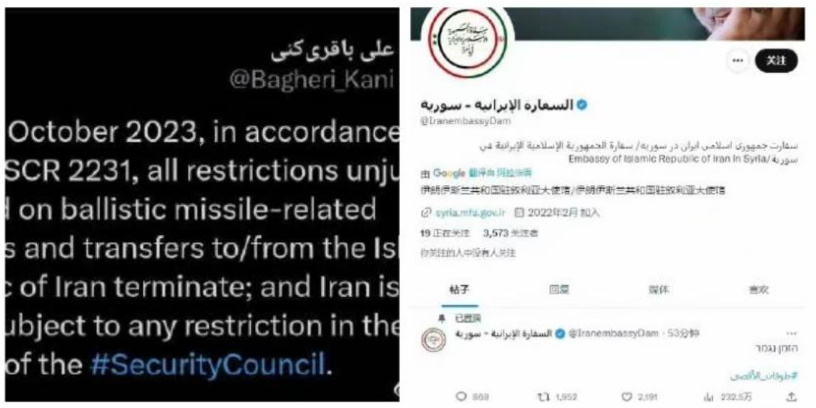 علی باقری‌کنی
@Bagheri_Kani
October 2023, in accordance
SCR 2231, all restrictions unju
on ballistic missile-related
s and transfers to/from the Isl
c of Iran terminate; and Iran is
ubject to any restriction in the
of the #SecurityCouncil.
关注
السفارة الإيرانية - سورية
@IranembassyDam
سفارت جمهوری اسلامی ایران در سوریه/ سفارة الجمهورية الإسلامية الإيرانية في
سورية/Embassy of Islamic Republic of Iran in Syria
由 Google 翻译自 阿拉伯语
伊朗伊斯兰共和国驻叙利亚大使馆/伊朗伊斯兰共和国驻叙利亚大使馆
syria.mfa.gov.ir 2022年2月 加入
19 正在关注 3,573 关注者
你关注的人中没有人关注
帖子 回复 媒体 喜欢
已置顶
السفارة الإيرانية - سورية @IranembassyDam · 53分钟
הזמן נגמר
#طوفان_الأقصى
869 1,952 2,191 232.5万